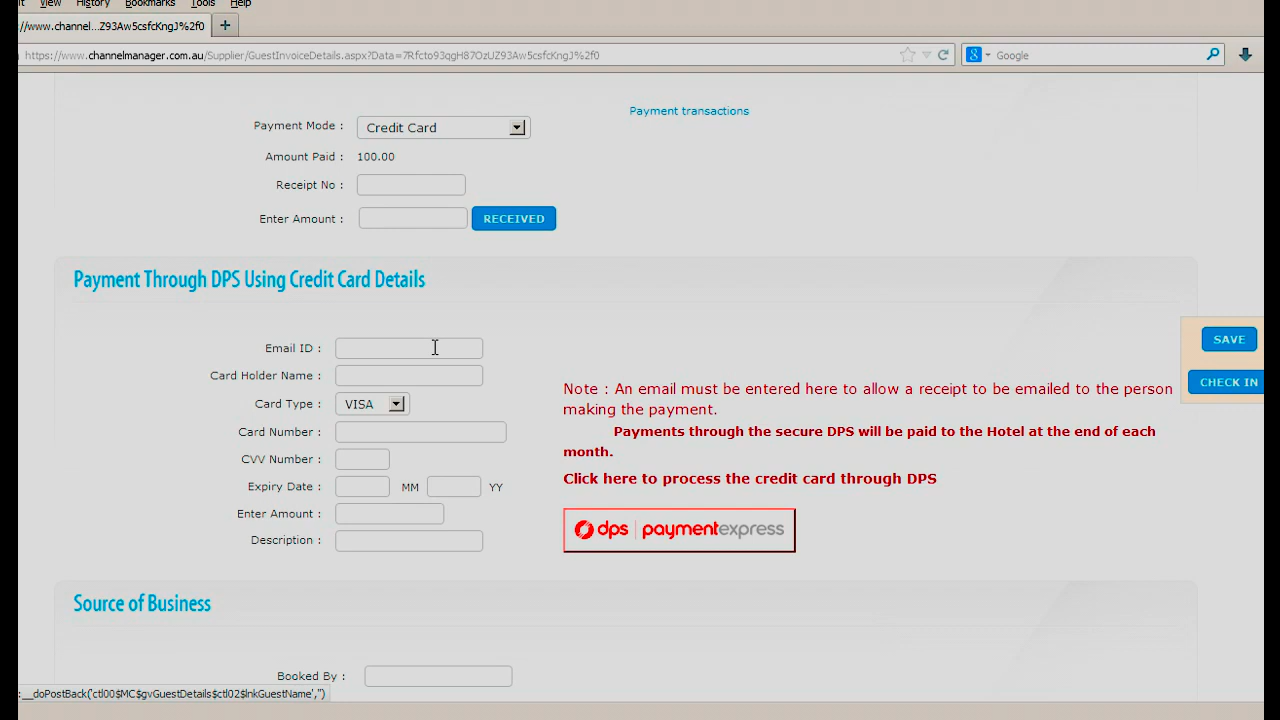 View History Bookmarks Tools Help
//www.channel...Z93Aw5csfcKngJ%2f0 +
https://www.channelmanager.com.au/Supplier/GuestInvoiceDetails.aspx?Data=7Rfcto93qgH87OzUZ93Aw5csfcKngJ%2f0
Google
Payment transactions
Payment Mode : Credit Card
Amount Paid : 100.00
Receipt No :
Enter Amount : RECEIVED
Payment Through DPS Using Credit Card Details
SAVE
Email ID :
Card Holder Name :
CHECK IN
Note : An email must be entered here to allow a receipt to be emailed to the person
making the payment.
Card Type : VISA
Card Number :
Payments through the secure DPS will be paid to the Hotel at the end of each
month.
CVV Number :
Click here to process the credit card through DPS
Expiry Date : MM YY
Enter Amount :
dps paymentexpress
Description :
Source of Business
Booked By :
:__doPostBack('ctl00$MC$gvGuestDetails$ctl02$lnkGuestName','')